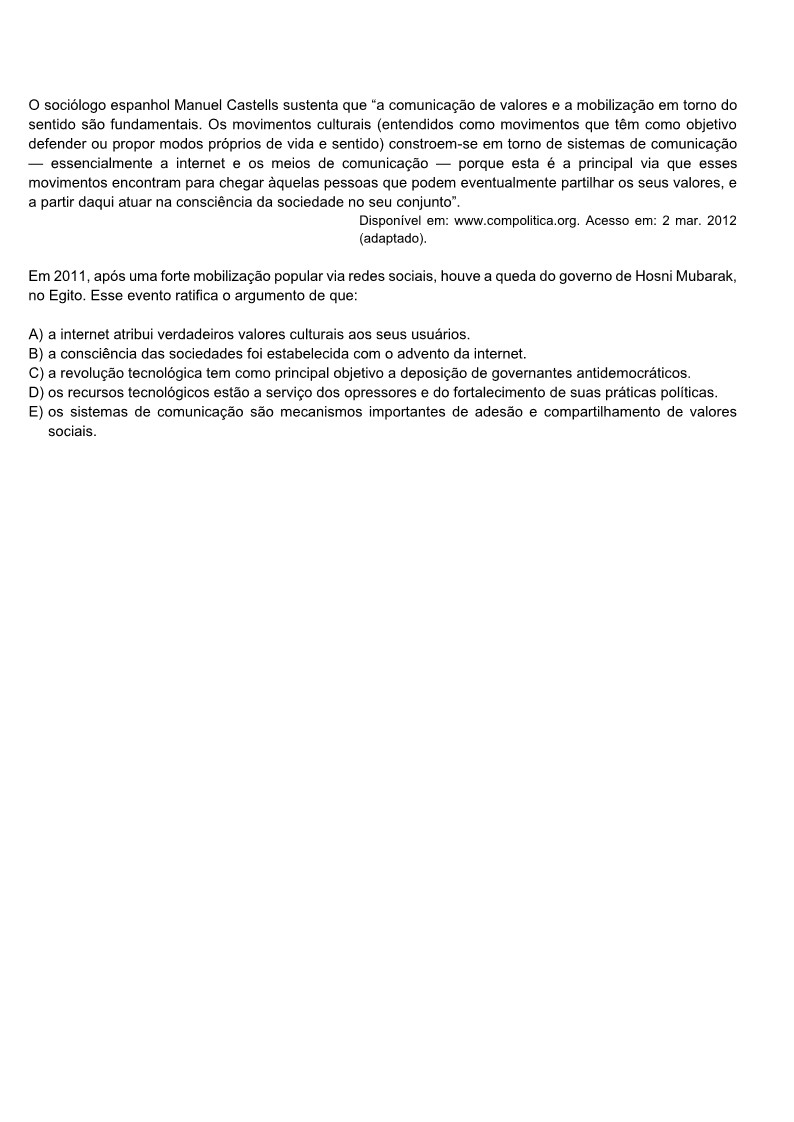 O sociólogo espanhol Manuel Castells sustenta que “a comunicação de valores e a mobilização em torno do
sentido são fundamentais. Os movimentos culturais (entendidos como movimentos que têm como objetivo
defender ou propor modos próprios de vida e sentido) constroem-se em torno de sistemas de comunicação
— essencialmente a internet e os meios de comunicação — porque esta é a principal via que esses
movimentos encontram para chegar àquelas pessoas que podem eventualmente partilhar os seus valores, e
a partir daqui atuar na consciência da sociedade no seu conjunto”.
Disponível em: www.compolitica.org. Acesso em: 2 mar. 2012
(adaptado).
Em 2011, após uma forte mobilização popular via redes sociais, houve a queda do governo de Hosni Mubarak,
no Egito. Esse evento ratifica o argumento de que:
A) a internet atribui verdadeiros valores culturais aos seus usuários.
B) a consciência das sociedades foi estabelecida com o advento da internet.
C) a revolução tecnológica tem como principal objetivo a deposição de governantes antidemocráticos.
D) os recursos tecnológicos estão a serviço dos opressores e do fortalecimento de suas práticas políticas.
E) os sistemas de comunicação são mecanismos importantes de adesão e compartilhamento de valores
sociais.